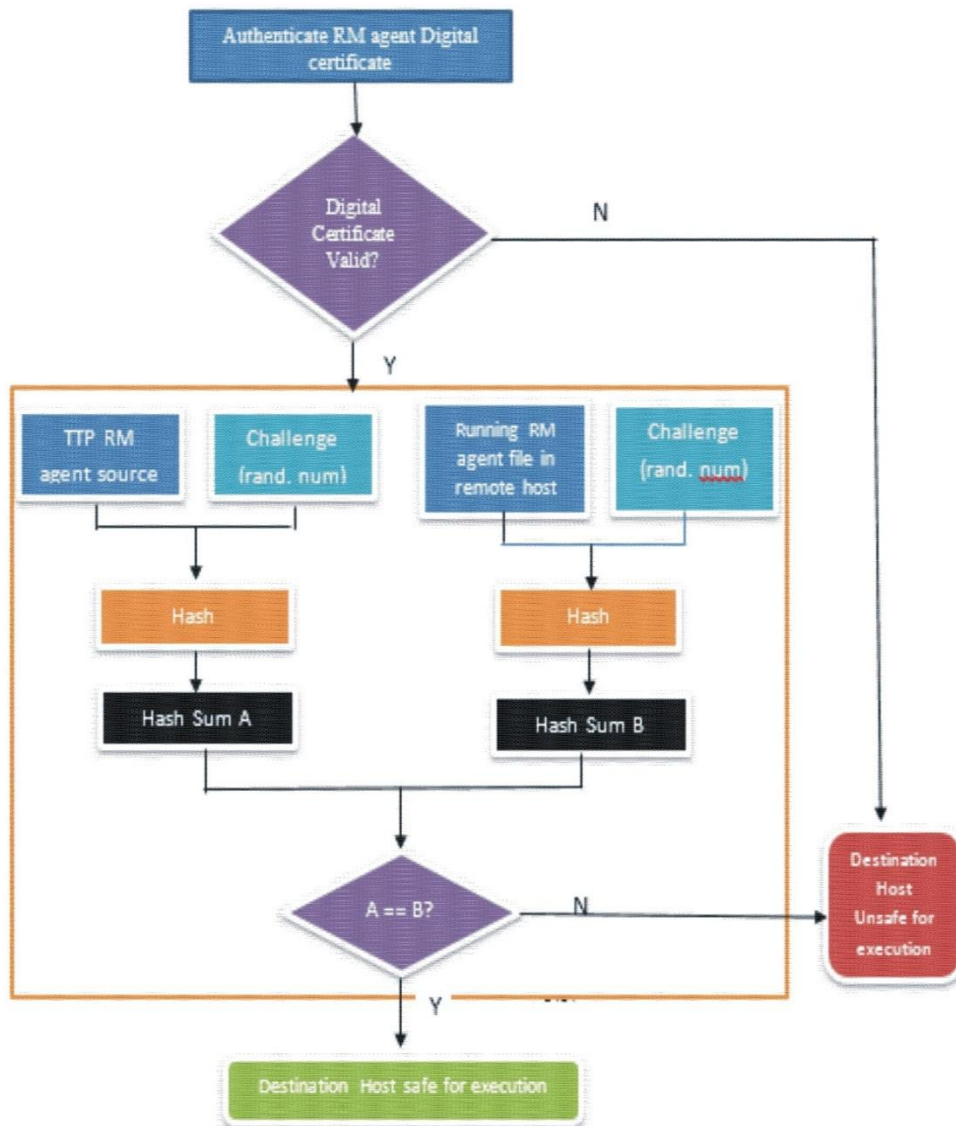 Authenticate RM agent Digital
certificate
Digital
Certificate
Valid?
N
Y
TTP RM
agent source
Challenge
(rand. num)
Running RM
agent file in
remote host
Challenge
(rand. num)
Hash
Hash
Hash Sum A
Hash Sum B
A == B?
N
Destination
Host
Unsafe for
execution
Y
Destination Host safe for execution